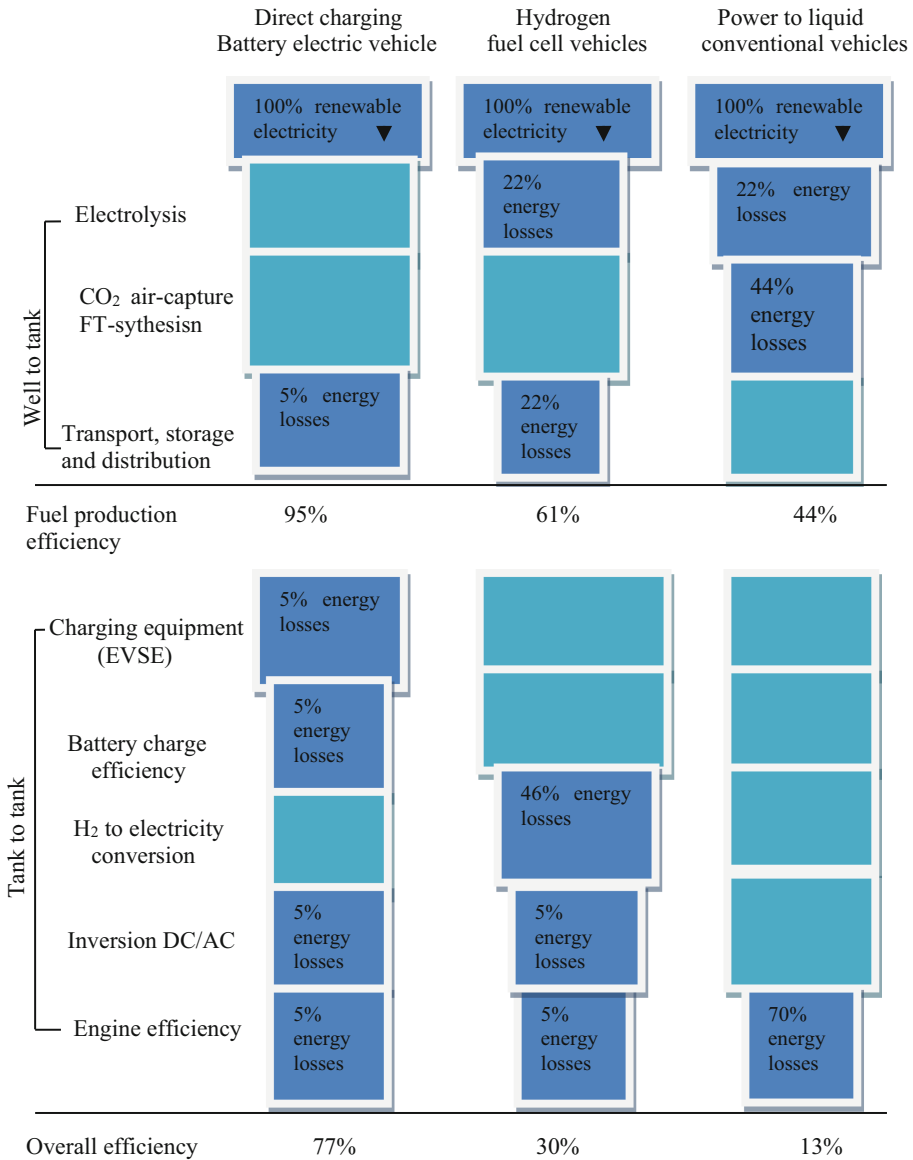 Direct charging
Battery electric vehicle
Hydrogen
fuel cell vehicles
Power to liquid
conventional vehicles
100% renewable
electricity ▼
100% renewable
electricity ▼
100% renewable
electricity ▼
Well to tank
Electrolysis
22%
energy
losses
22% energy
losses
CO₂ air-capture
FT-sythesisn
44%
energy
losses
Transport, storage
and distribution
5% energy
losses
22%
energy
losses
Fuel production
efficiency
95%
61%
44%
Tank to tank
Charging equipment
(EVSE)
5% energy
losses
Battery charge
efficiency
5%
energy
losses
H₂ to electricity
conversion
46% energy
losses
Inversion DC/AC
5%
energy
losses
5%
energy
losses
Engine efficiency
5%
energy
losses
5%
energy
losses
70%
energy
losses
Overall efficiency
77%
30%
13%